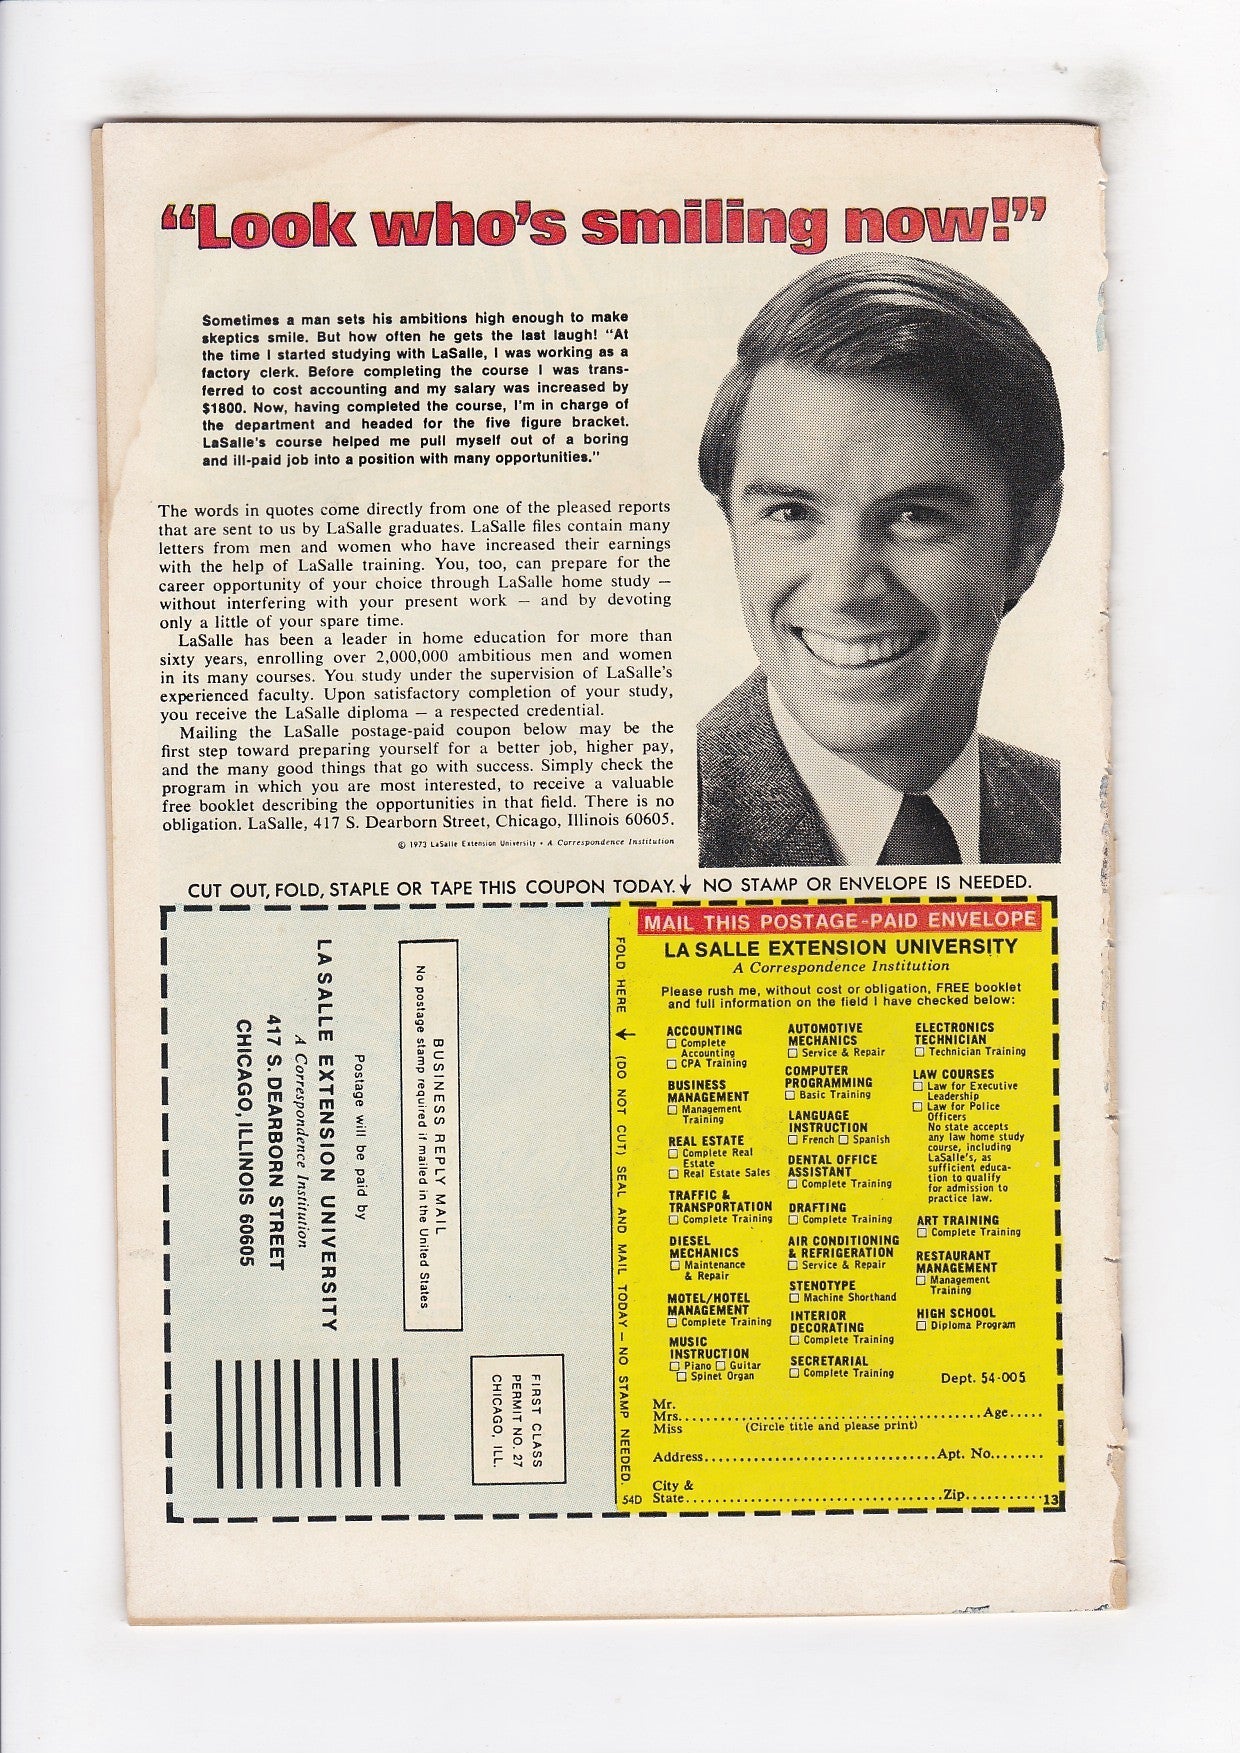 “Look who’s smiling now!”
Sometimes a man sets his ambitions high enough to make
skeptics smile. But how often he gets the last laugh! “At
the time I started studying with LaSalle, I was working as a
factory clerk. Before completing the course I was trans-
ferred to cost accounting and my salary was increased by
$1800. Now, having completed the course, I’m in charge of
the department and headed for the five figure bracket.
LaSalle’s course helped me pull myself out of a boring
and ill-paid job into a position with many opportunities.”
The words in quotes come directly from one of the pleased reports
that are sent to us by LaSalle graduates. LaSalle files contain many
letters from men and women who have increased their earnings
with the help of LaSalle training. You, too, can prepare for the
career opportunity of your choice through LaSalle home study —
without interfering with your present work — and by devoting
only a little of your spare time.
LaSalle has been a leader in home education for more than
sixty years, enrolling over 2,000,000 ambitious men and women
in its many courses. You study under the supervision of LaSalle’s
experienced faculty. Upon satisfactory completion of your study,
you receive the LaSalle diploma — a respected credential.
Mailing the LaSalle postage-paid coupon below may be the
first step toward preparing yourself for a better job, higher pay,
and the many good things that go with success. Simply check the
program in which you are most interested, to receive a valuable
free booklet describing the opportunities in that field. There is no
obligation. LaSalle, 417 S. Dearborn Street, Chicago, Illinois 60605.
© 1973 LaSalle Extension University • A Correspondence Institution
CUT OUT, FOLD, STAPLE OR TAPE THIS COUPON TODAY. ↓ NO STAMP OR ENVELOPE IS NEEDED.
FIRST CLASS
PERMIT NO. 27
CHICAGO, ILL.
BUSINESS REPLY MAIL
No postage stamp required if mailed in the United States
Postage will be paid by
LA SALLE EXTENSION UNIVERSITY
A Correspondence Institution
417 S. DEARBORN STREET
CHICAGO, ILLINOIS 60605
FOLD HERE ↓ (DO NOT CUT) SEAL AND MAIL TODAY — NO STAMP NEEDED.
MAIL THIS POSTAGE-PAID ENVELOPE
LA SALLE EXTENSION UNIVERSITY
A Correspondence Institution
Please rush me, without cost or obligation, FREE booklet
and full information on the field I have checked below:
ACCOUNTING
☐ Complete
Accounting
☐ CPA Training
BUSINESS
MANAGEMENT
☐ Management
Training
REAL ESTATE
☐ Complete Real
Estate
☐ Real Estate Sales
TRAFFIC &
TRANSPORTATION
☐ Complete Training
DIESEL
MECHANICS
☐ Maintenance
& Repair
MOTEL/HOTEL
MANAGEMENT
☐ Complete Training
MUSIC
INSTRUCTION
☐ Piano ☐ Guitar
☐ Spinet Organ
AUTOMOTIVE
MECHANICS
☐ Service & Repair
COMPUTER
PROGRAMMING
☐ Basic Training
LANGUAGE
INSTRUCTION
☐ French ☐ Spanish
DENTAL OFFICE
ASSISTANT
☐ Complete Training
DRAFTING
☐ Complete Training
AIR CONDITIONING
& REFRIGERATION
☐ Service & Repair
STENOTYPE
☐ Machine Shorthand
INTERIOR
DECORATING
☐ Complete Training
SECRETARIAL
☐ Complete Training
ELECTRONICS
TECHNICIAN
☐ Technician Training
LAW COURSES
☐ Law for Executive
Leadership
☐ Law for Police
Officers
No state accepts
any law home study
course, including
LaSalle’s, as
sufficient educa-
tion to qualify
for admission to
practice law.
ART TRAINING
☐ Complete Training
RESTAURANT
MANAGEMENT
☐ Management
Training
HIGH SCHOOL
☐ Diploma Program
Dept. 54-005
Mr.
Mrs. Age
Miss (Circle title and please print)
Address Apt. No.
City &
54D State Zip 13